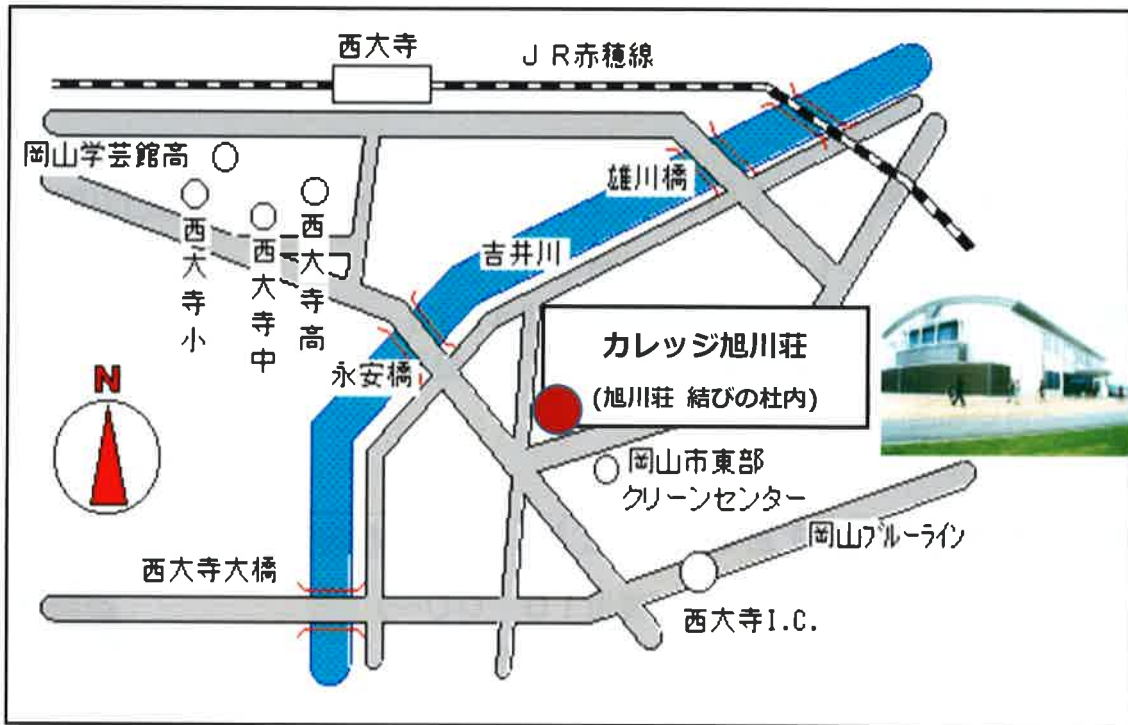 西大寺
JR赤穂線
岡山学芸館高
雄川橋
西大寺小
西大寺中
西大寺高
吉井川
カレッジ旭川荘
(旭川荘 結びの杜内)
永安橋
N
岡山市東部
クリーンセンター
岡山ブルーライン
西大寺大橋
西大寺I.C.